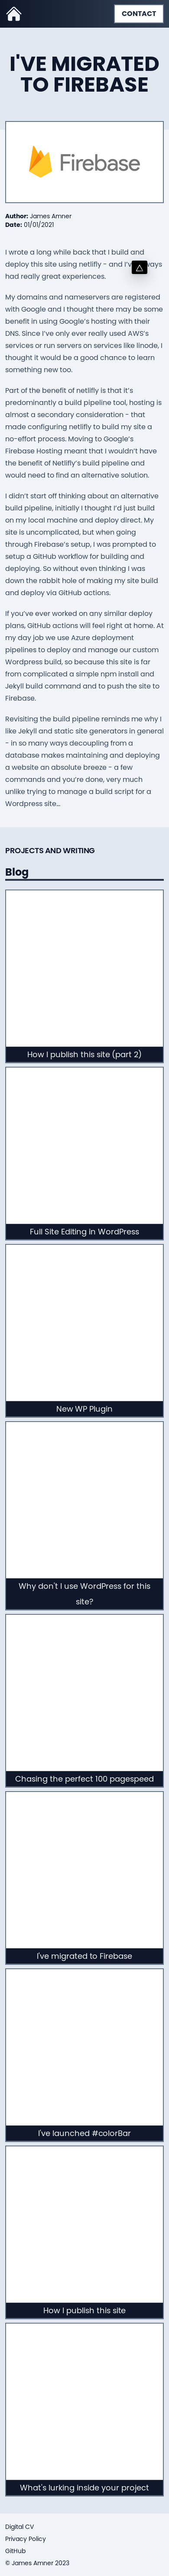 CONTACT
I'VE MIGRATED
TO FIREBASE
Firebase
Author: James Amner
Date: 01/01/2021
I wrote a long while back that I build and
deploy this site using netlifly - and I've always
had really great experiences.
My domains and nameservers are registered
with Google and I thought there may be some
benefit in using Google's hosting with their
DNS. Since I've only ever really used AWS's
services or run servers on services like linode, I
thought it would be a good chance to learn
something new too.
Part of the benefit of netlifly is that it's
predominantly a build pipeline tool, hosting is
almost a secondary consideration - that
made configuring netlifly to build my site a
no-effort process. Moving to Google's
Firebase Hosting meant that I wouldn't have
the benefit of Netlifly's build pipeline and
would need to find an alternative solution.
I didn't start off thinking about an alternative
build pipeline, initially I thought I'd just build
on my local machine and deploy direct. My
site is uncomplicated, but when going
through Firebase's setup, I was prompted to
setup a GitHub workflow for building and
deploying. So without even thinking I was
down the rabbit hole of making my site build
and deploy via GitHub actions.
If you've ever worked on any similar deploy
plans, GitHub actions will feel right at home. At
my day job we use Azure deployment
pipelines to deploy and manage our custom
Wordpress build, so because this site is far
from complicated a simple npm install and
Jekyll build command and to push the site to
Firebase.
Revisiting the build pipeline reminds me why I
like Jekyll and static site generators in general
- in so many ways decoupling from a
database makes maintaining and deploying
a website an absolute breeze - a few
commands and you're done, very much
unlike trying to manage a build script for a
Wordpress site...
PROJECTS AND WRITING
Blog
How I publish this site (part 2)
Full Site Editing in WordPress
New WP Plugin
Why don't I use WordPress for this
site?
Chasing the perfect 100 pagespeed
I've migrated to Firebase
I've launched #colorBar
How I publish this site
What's lurking inside your project
Digital CV
Privacy Policy
GitHub
© James Amner 2023